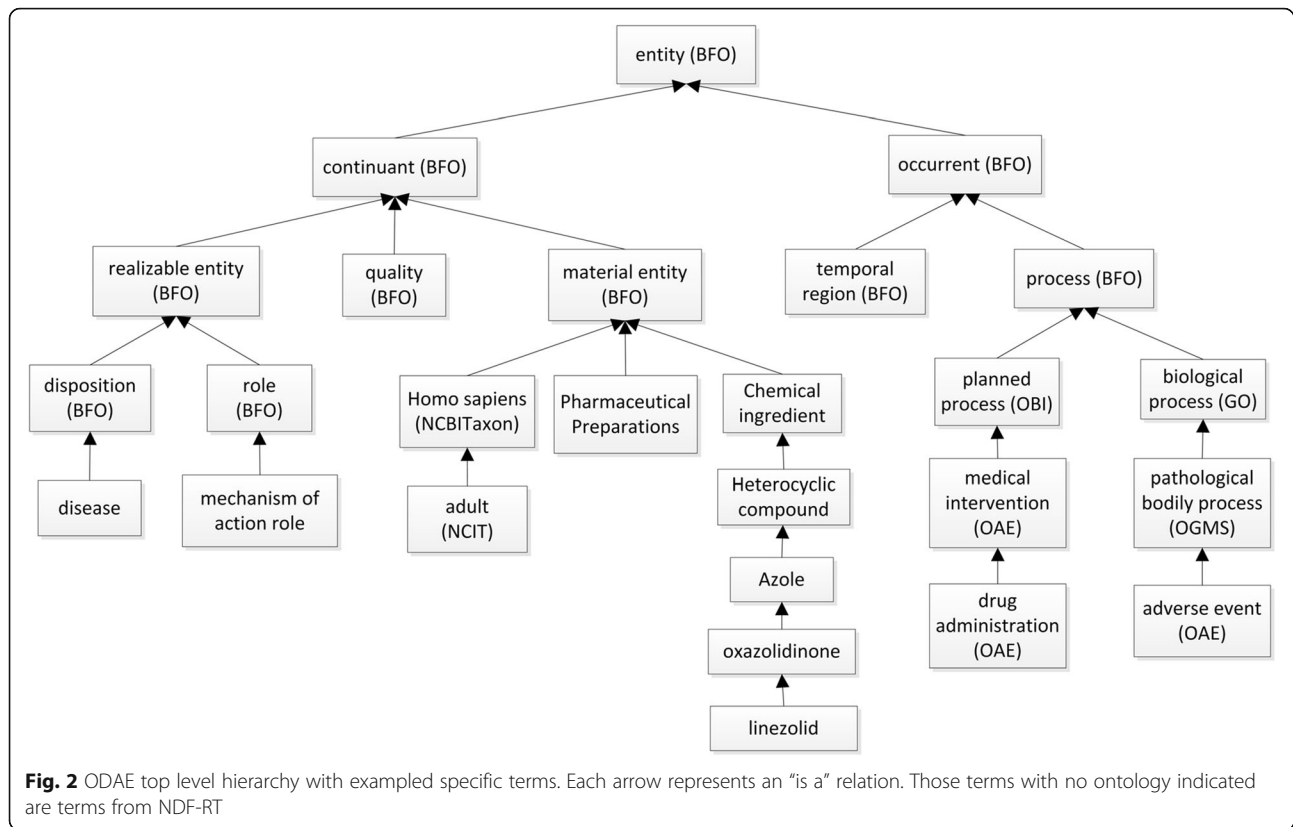 entity (BFO)
continuant (BFO)
occurrent (BFO)
realizable entity
(BFO)
quality
(BFO)
material entity
(BFO)
temporal
region (BFO)
process (BFO)
disposition
(BFO)
role
(BFO)
Homo sapiens
(NCBITaxon)
Pharmaceutical
Preparations
Chemical
ingredient
planned
process (OBI)
biological
process (GO)
disease
mechanism of
action role
adult
(NCIT)
Heterocyclic
compound
medical
intervention
(OAE)
pathological
bodily process
(OGMS)
Azole
drug
administration
(OAE)
adverse event
(OAE)
oxazolidinone
linezolid
Fig. 2 ODAE top level hierarchy with exampled specific terms. Each arrow represents an “is a” relation. Those terms with no ontology indicated
are terms from NDF-RT